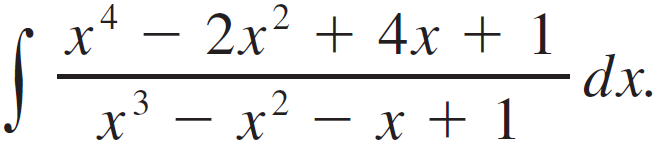 ∫ (x⁴ − 2x² + 4x + 1)/(x³ − x² − x + 1) dx.